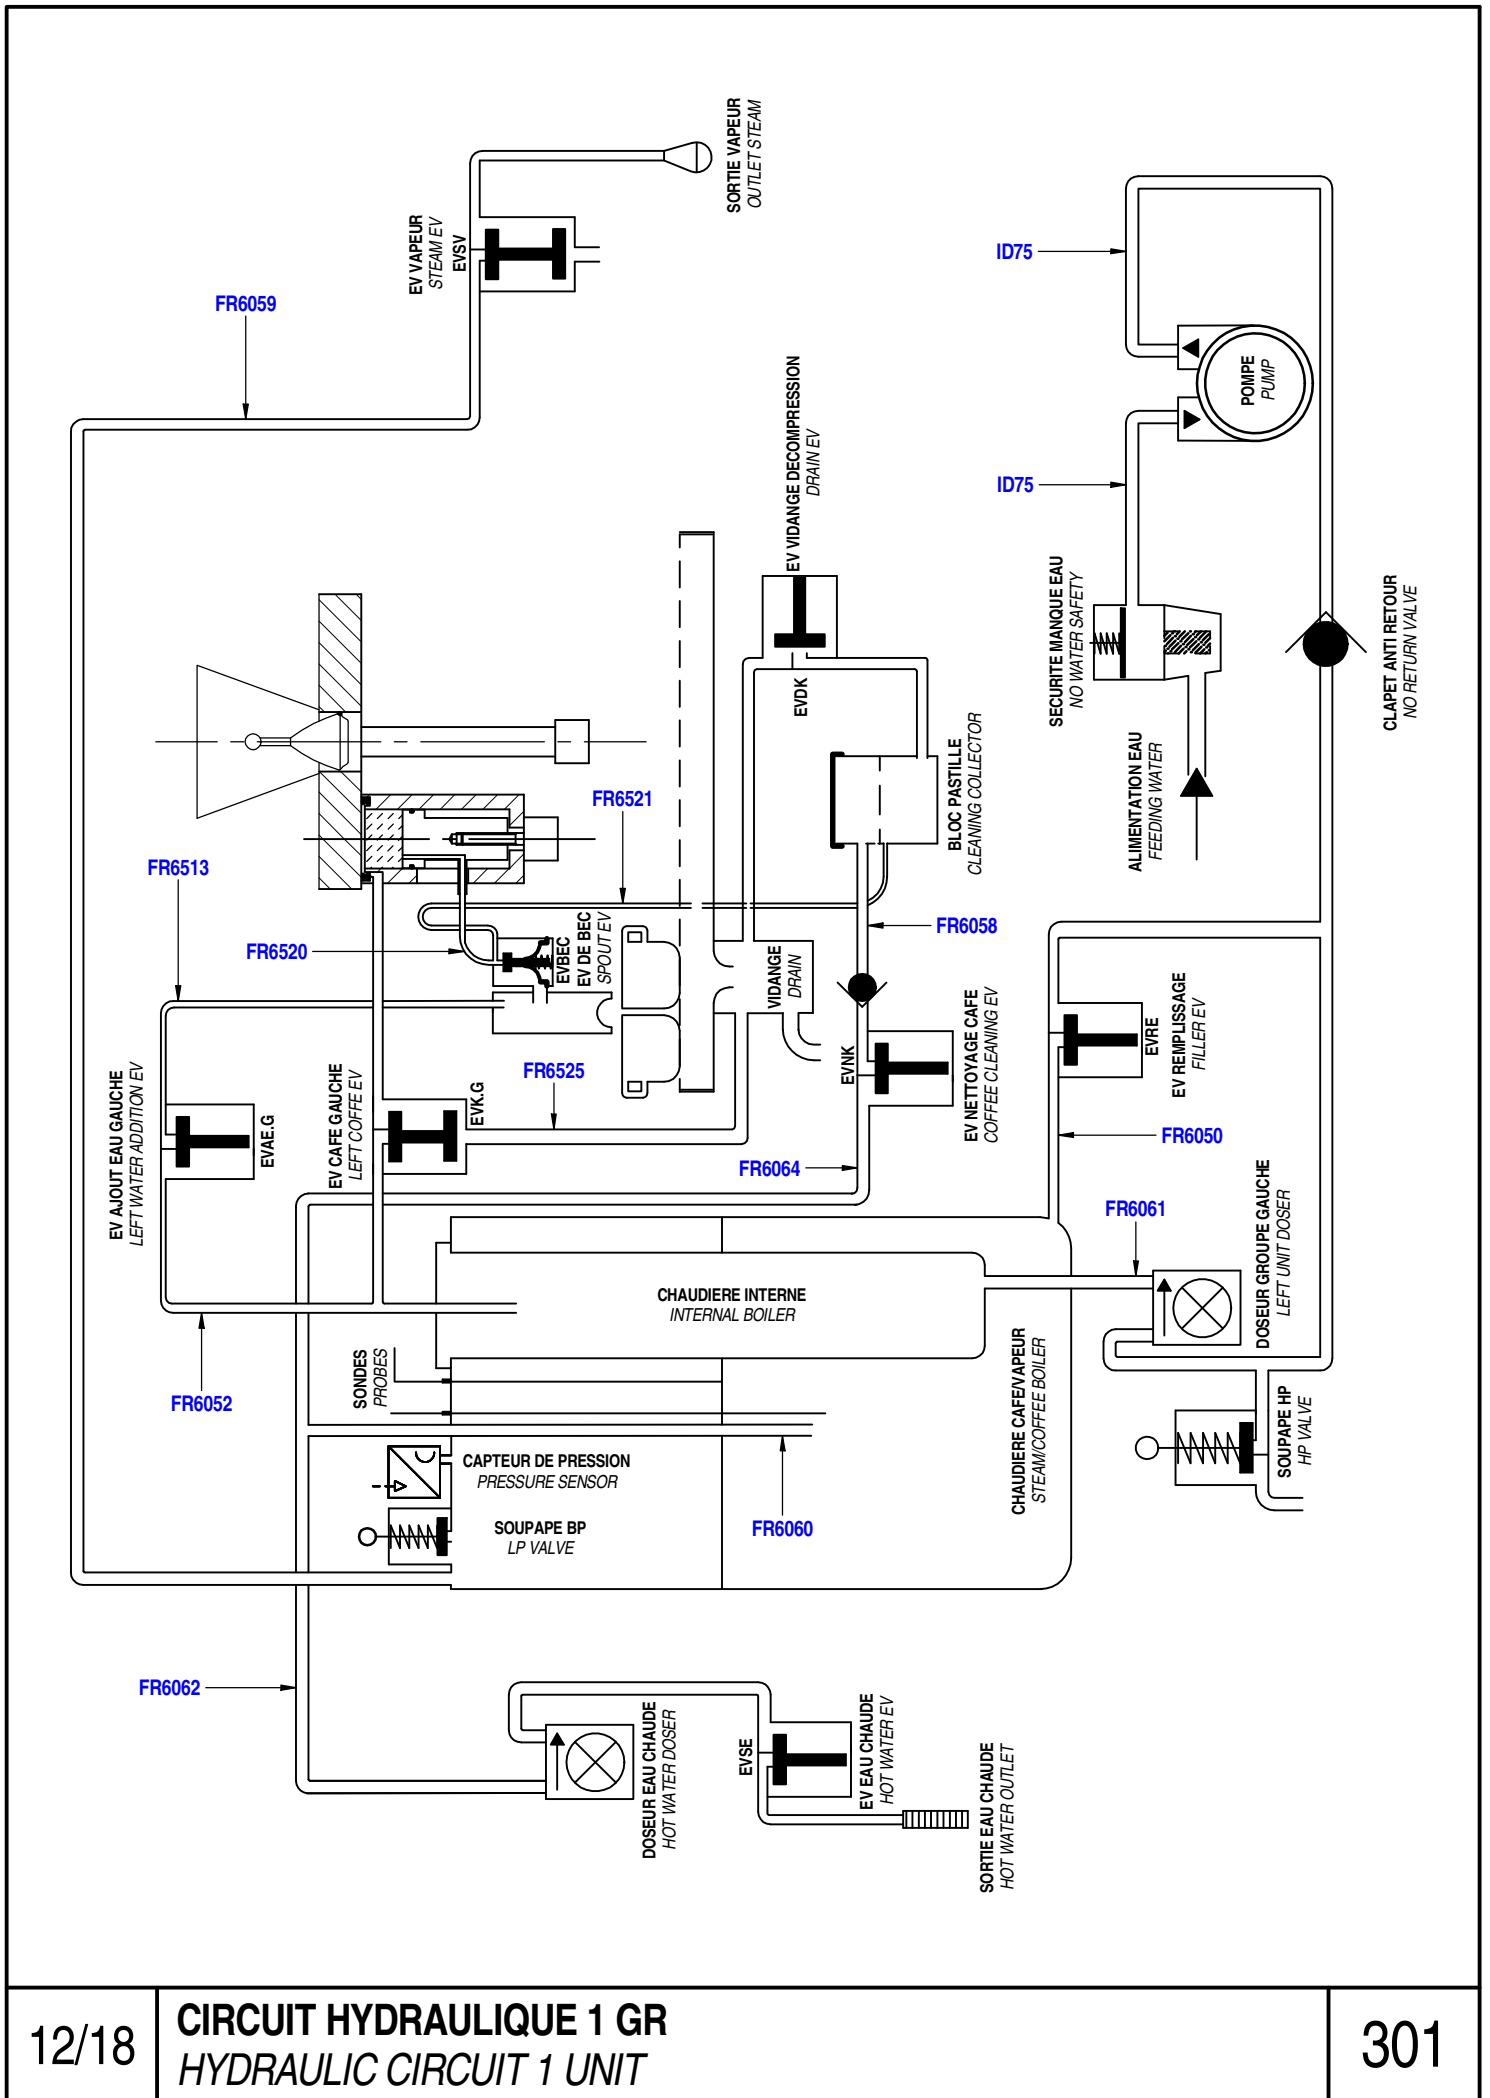 SORTIE VAPEUR
OUTLET STEAM
EV VAPEUR
STEAM EV
EVSV
FR6059
ID75
POMPE
PUMP
ID75
EV VIDANGE DECOMPRESSION
DRAIN EV
EVDK
SECURITE MANQUE EAU
NO WATER SAFETY
CLAPET ANTI RETOUR
NO RETURN VALVE
ALIMENTATION EAU
FEEDING WATER
BLOC PASTILLE
CLEANING COLLECTOR
FR6521
FR6513
FR6520
EVBEC
EV DE BEC
SPOUT EV
FR6058
VIDANGE
DRAIN
EVNK
EV NETTOYAGE CAFE
COFFEE CLEANING EV
EVRE
EV REMPLISSAGE
FILLER EV
EV AJOUT EAU GAUCHE
LEFT WATER ADDITION EV
EVAE.G
EV CAFE GAUCHE
LEFT COFFE EV
EVK.G
FR6525
FR6064
FR6050
FR6061
DOSEUR GROUPE GAUCHE
LEFT UNIT DOSER
CHAUDIERE INTERNE
INTERNAL BOILER
SONDES
PROBES
FR6052
CHAUDIERE CAFE/VAPEUR
STEAM/COFFEE BOILER
SOUPAPE HP
HP VALVE
CAPTEUR DE PRESSION
PRESSURE SENSOR
SOUPAPE BP
LP VALVE
FR6060
FR6062
DOSEUR EAU CHAUDE
HOT WATER DOSER
EVSE
EV EAU CHAUDE
HOT WATER EV
SORTIE EAU CHAUDE
HOT WATER OUTLET
12/18
CIRCUIT HYDRAULIQUE 1 GR
HYDRAULIC CIRCUIT 1 UNIT
301